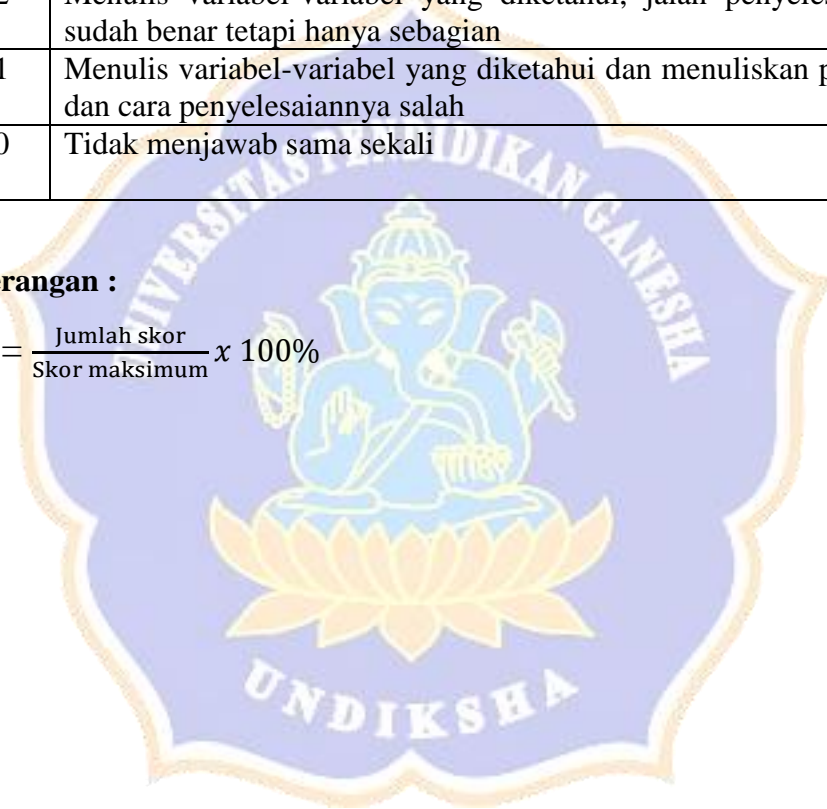 2 Menulis variabel-variabel yang diketahui, jalan
sudah benar tetapi hanya sebagian
1 Menulis variabel-variabel yang diketahui dan menuliskan
dan cara penyelesaiannya salah
0 Tidak menjawab sama sekali
erangan :
= Jumlah skor
Skor maksimum x 100%
UNIVERSITAS PENDIDIKAN GANESHA
UNDIKSHA